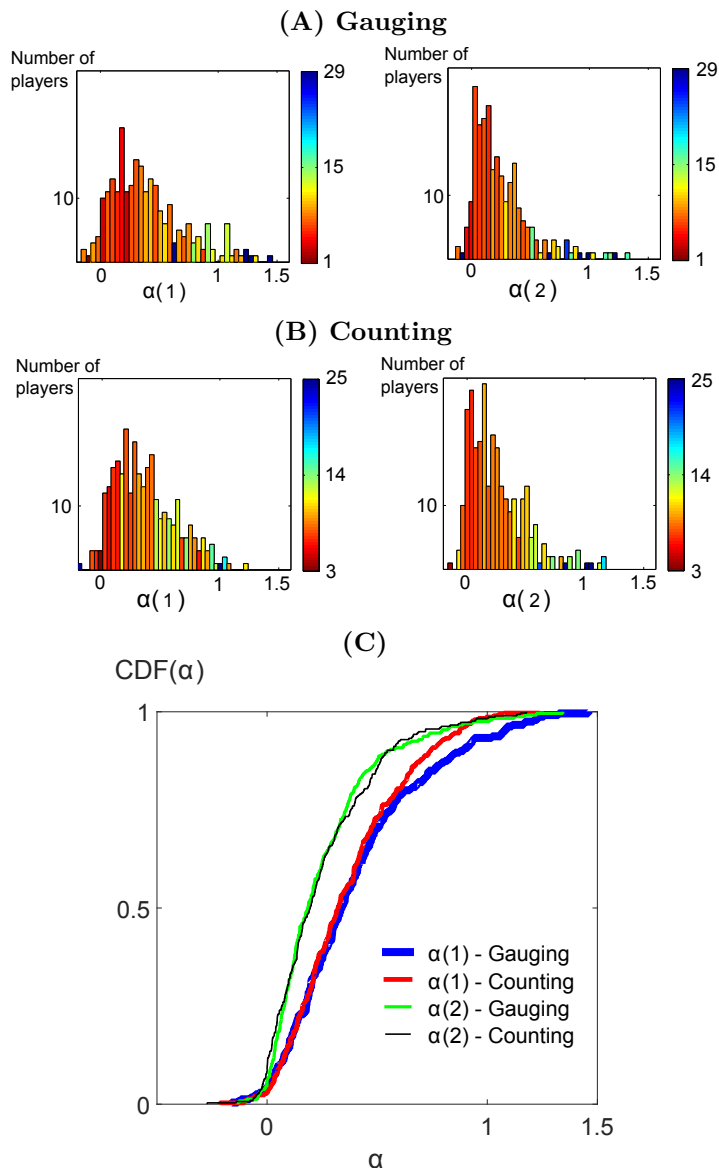 (A) Gauging
Number of players
10
0 1 1.5
α(1)
29
15
1
Number of players
10
0 1 1.5
α(2)
29
15
1
(B) Counting
Number of players
10
0 1 1.5
α(1)
25
14
3
Number of players
10
0 1 1.5
α(2)
25
14
3
(C)
CDF(α)
1
0.5
0
0 1 1.5
α
α(1) - Gauging
α(1) - Counting
α(2) - Gauging
α(2) - Counting